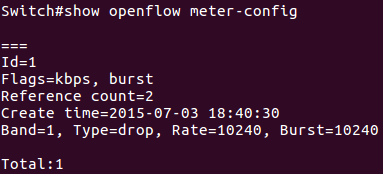 Switch#show openflow meter-config
===
Id=1
Flags=kbps, burst
Reference count=2
Create time=2015-07-03 18:40:30
Band=1, Type=drop, Rate=10240, Burst=10240
Total:1